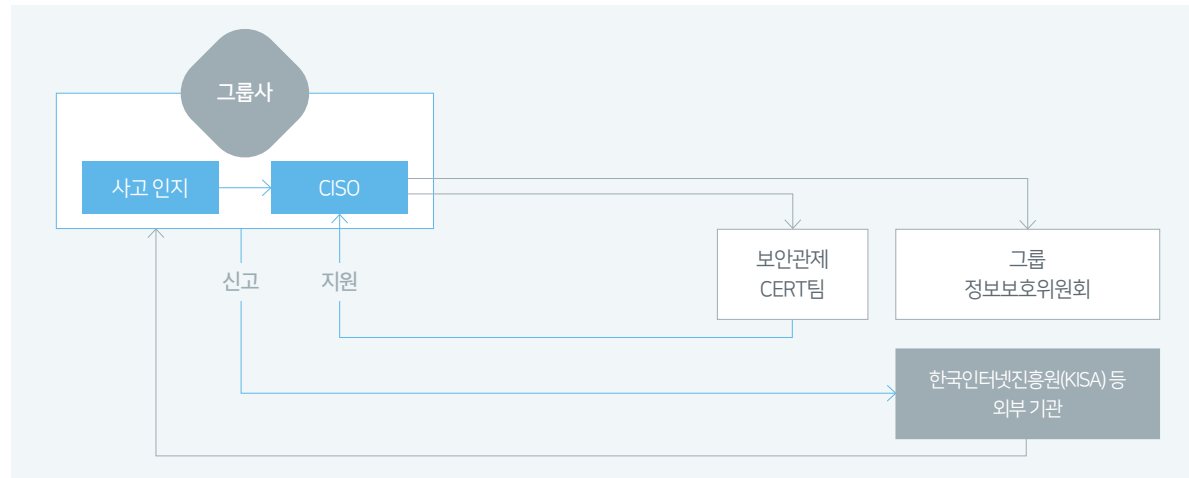 그룹사
사고 인지
CISO
신고
지원
보안관제
CERT팀
그룹
정보보호위원회
한국인터넷진흥원(KISA) 등
외부 기관